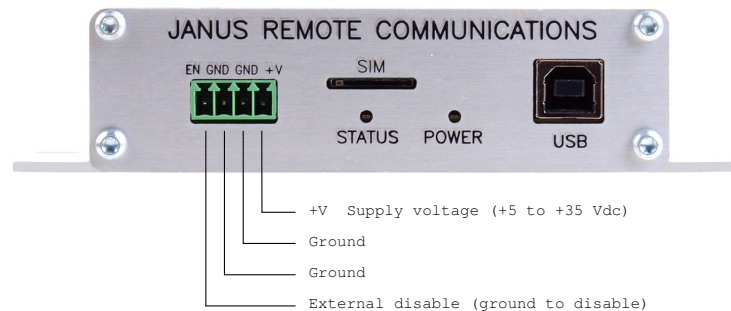 JANUS REMOTE COMMUNICATIONS
EN GND GND +V
SIM
STATUS
POWER
USB
+V Supply voltage (+5 to +35 Vdc)
Ground
Ground
External disable (ground to disable)